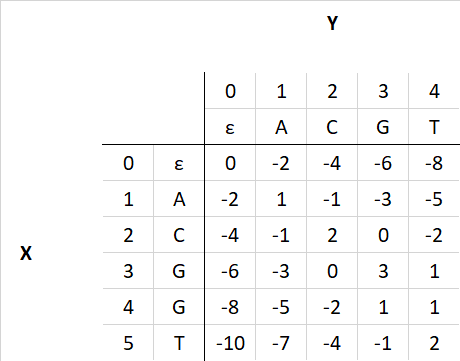 Y
0 1 2 3 4
ε A C G T
0 ε 0 -2 -4 -6 -8
1 A -2 1 -1 -3 -5
2 C -4 -1 2 0 -2
X
3 G -6 -3 0 3 1
4 G -8 -5 -2 1 1
5 T -10 -7 -4 -1 2